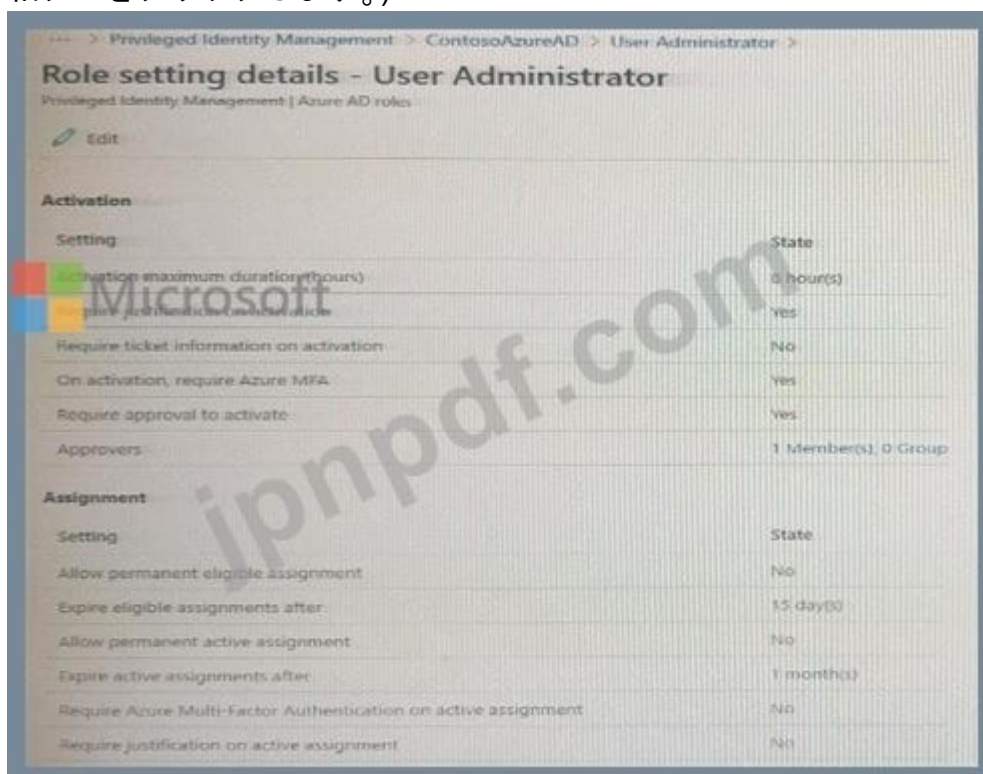 ··· > Privileged Identity Management > ContosoAzureAD > User Administrator >
Role setting details - User Administrator
Privileged Identity Management | Azure AD roles
Edit
Activation
Setting State
Activation maximum duration (hours) hour(s)
Microsoft
Require justification on activation Yes
Require ticket information on activation No
On activation, require Azure MFA Yes
Require approval to activate Yes
Approvers 1 Member(s), 0 Group
jpnpdf.com
Assignment
Setting State
Allow permanent eligible assignment No
Expire eligible assignments after 15 day(s)
Allow permanent active assignment No
Expire active assignments after 1 month(s)
Require Azure Multi-Factor Authentication on active assignment No
Require justification on active assignment No